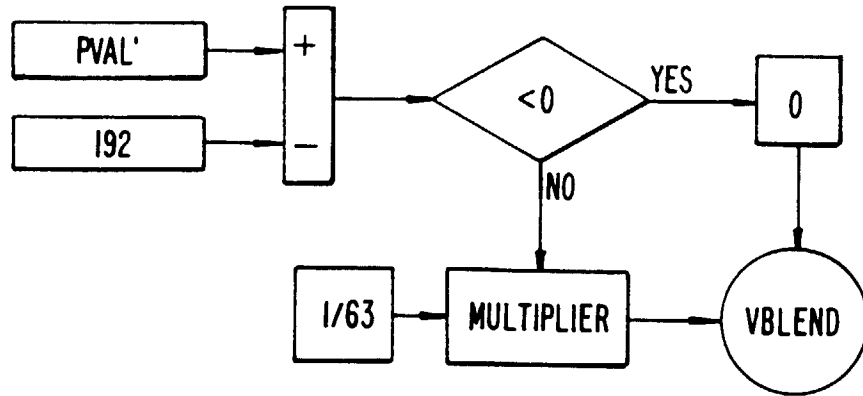 PVAL'
+
192
−
<0
YES
0
NO
1/63
MULTIPLIER
VBLEND